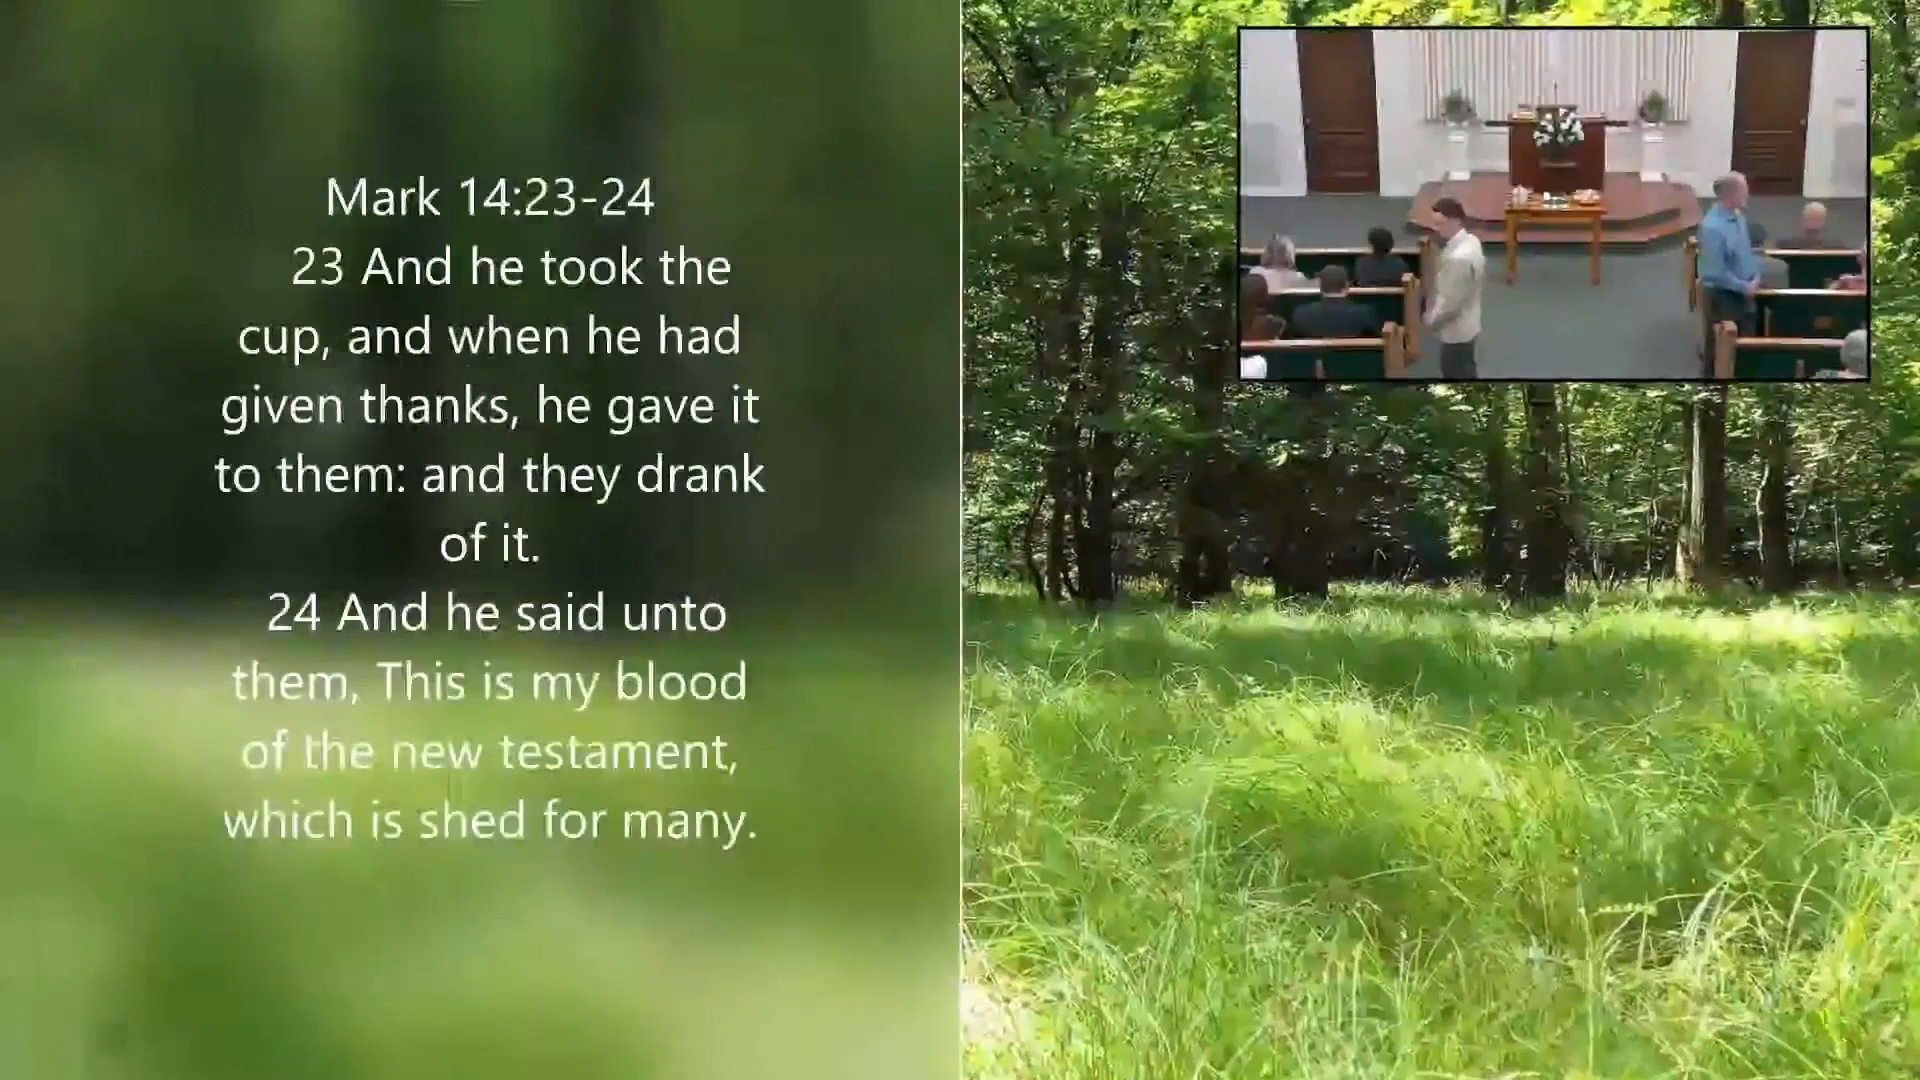 Mark 14:23-24
23 And he took the
cup, and when he had
given thanks, he gave it
to them: and they drank
of it.
24 And he said unto
them, This is my blood
of the new testament,
which is shed for many.